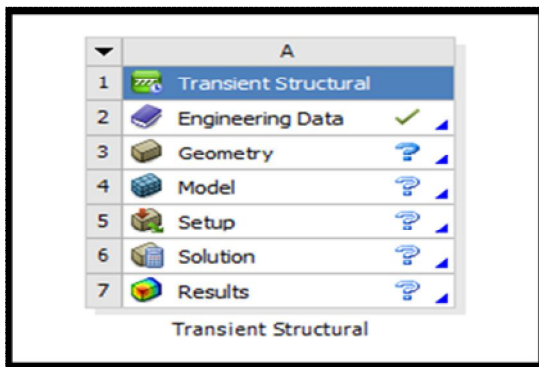 A
1 Transient Structural
2 Engineering Data
3 Geometry
4 Model
5 Setup
6 Solution
7 Results
Transient Structural